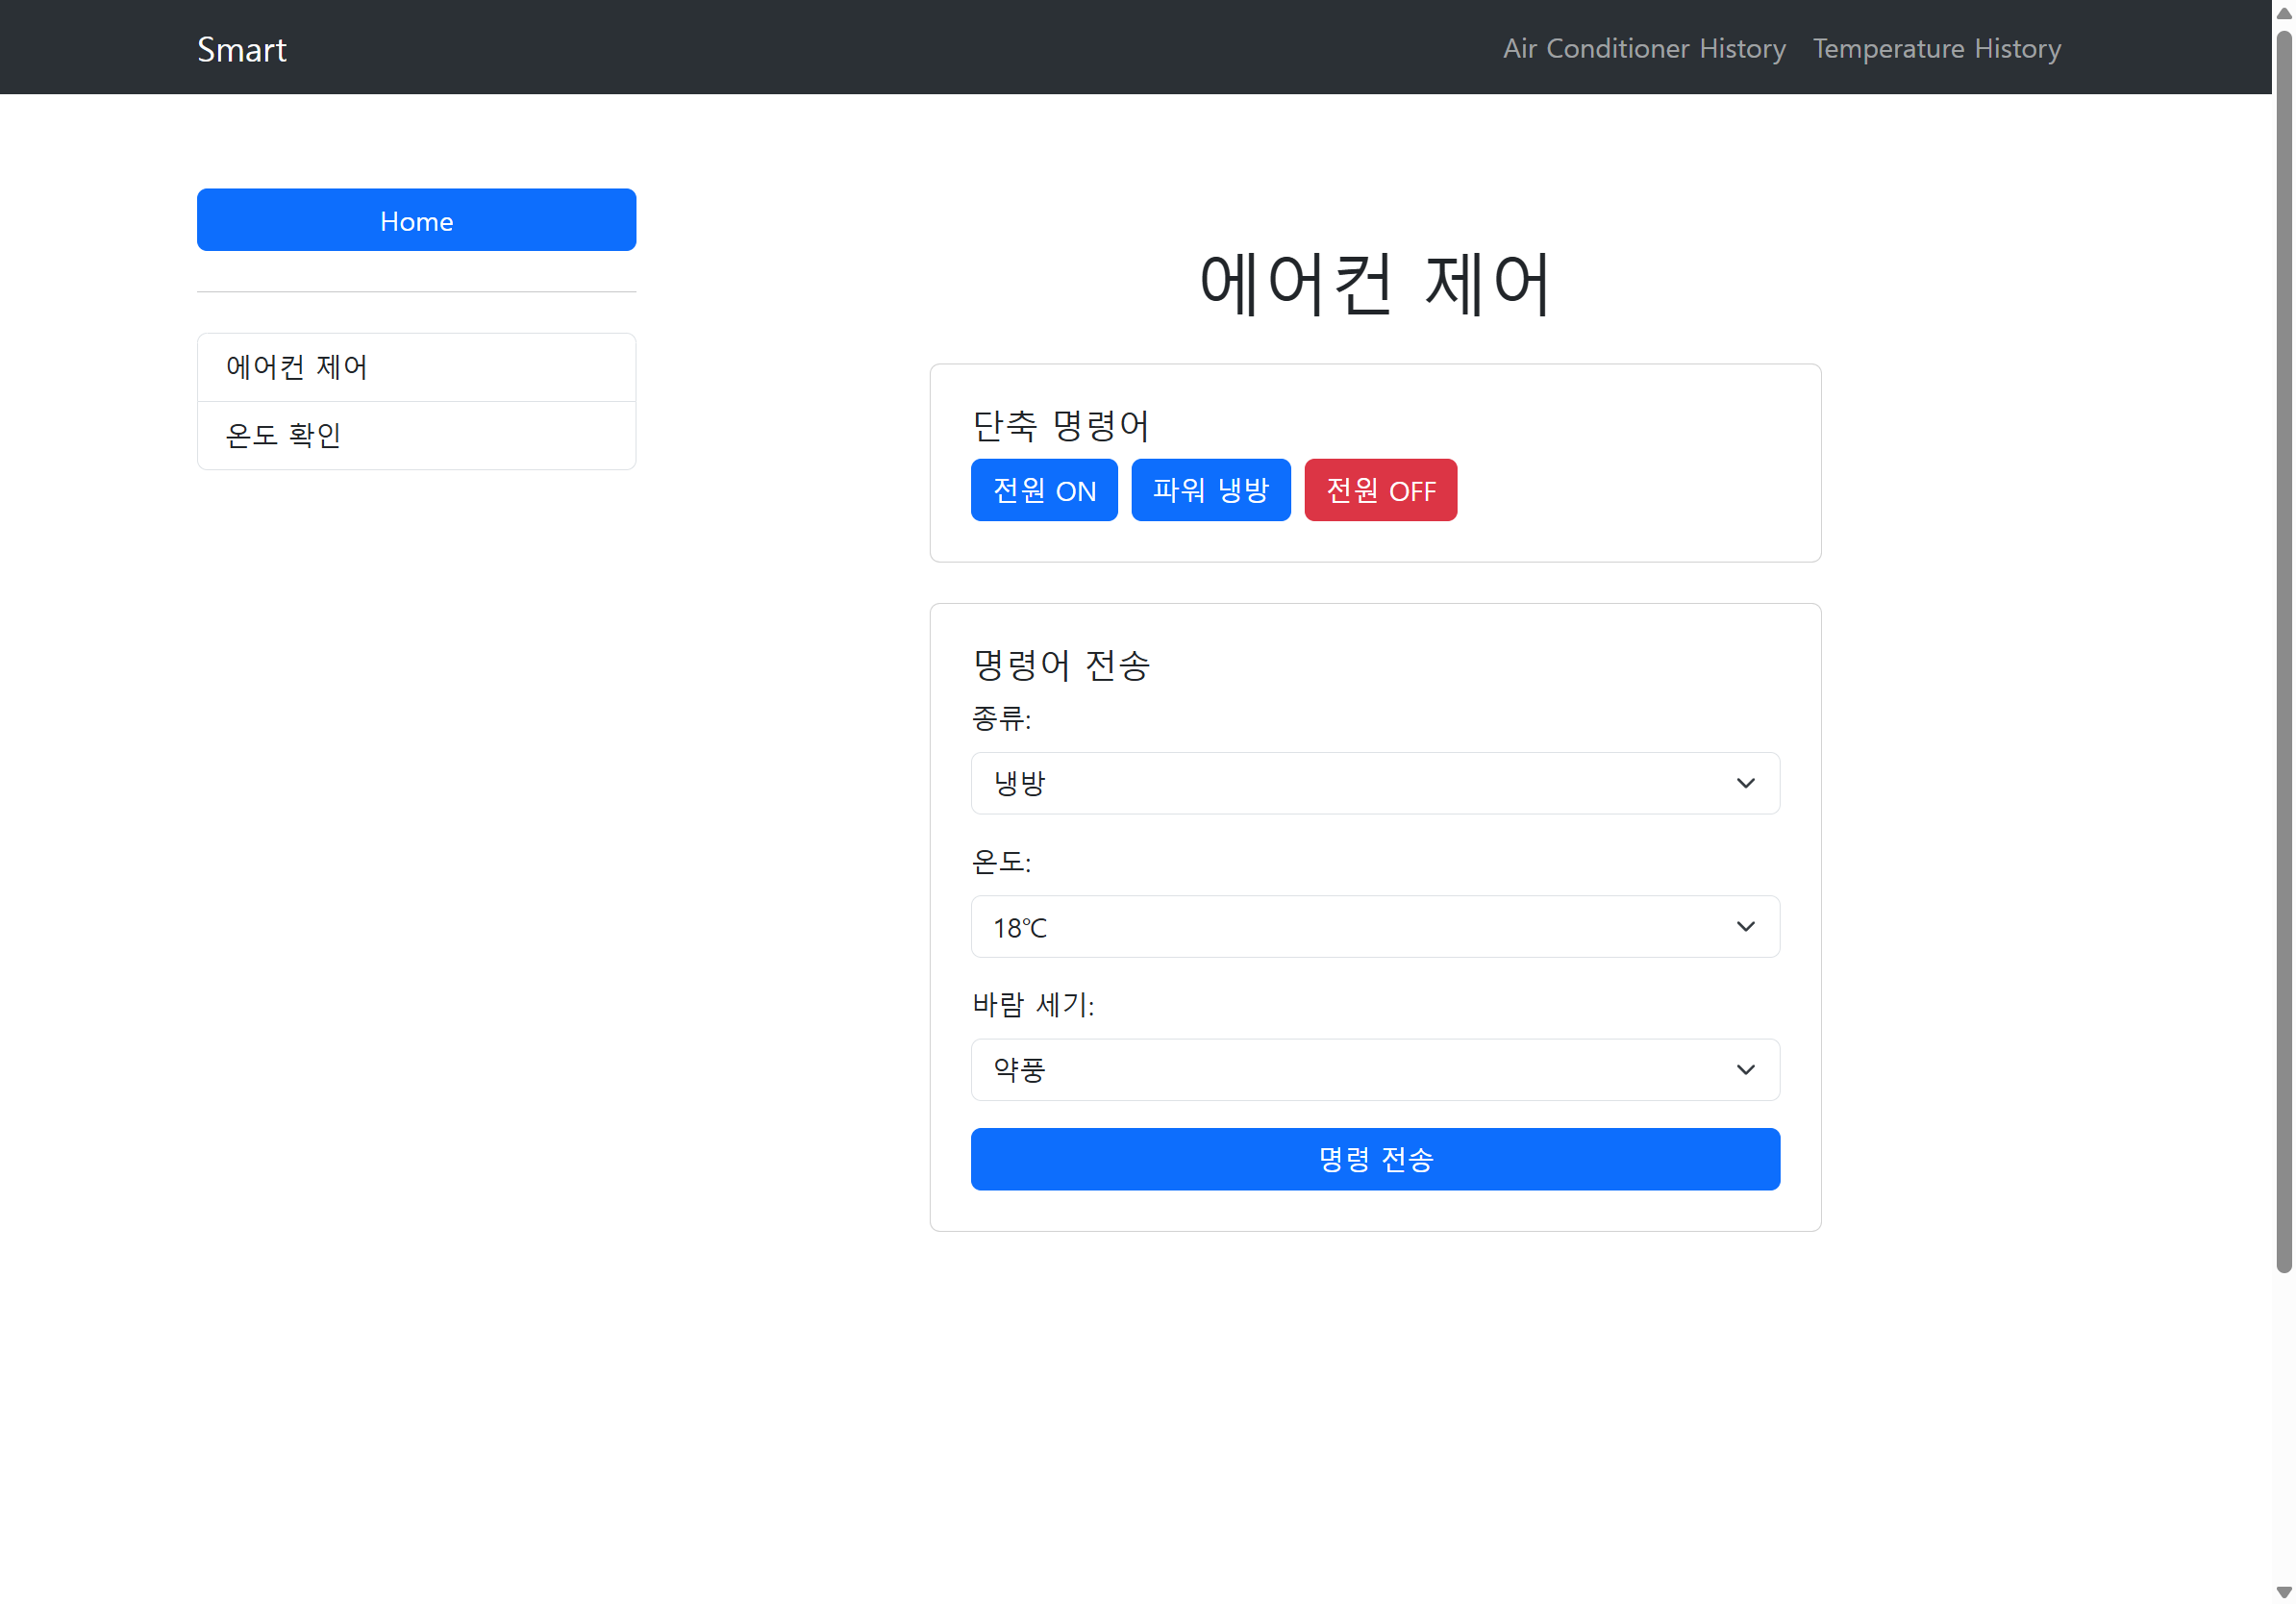 Smart
Air Conditioner History Temperature History
Home
에어컨 제어
온도 확인
에어컨 제어
단축 명령어
전원 ON 파워 냉방 전원 OFF
명령어 전송
종류:
냉방
온도:
18℃
바람 세기:
약풍
명령 전송